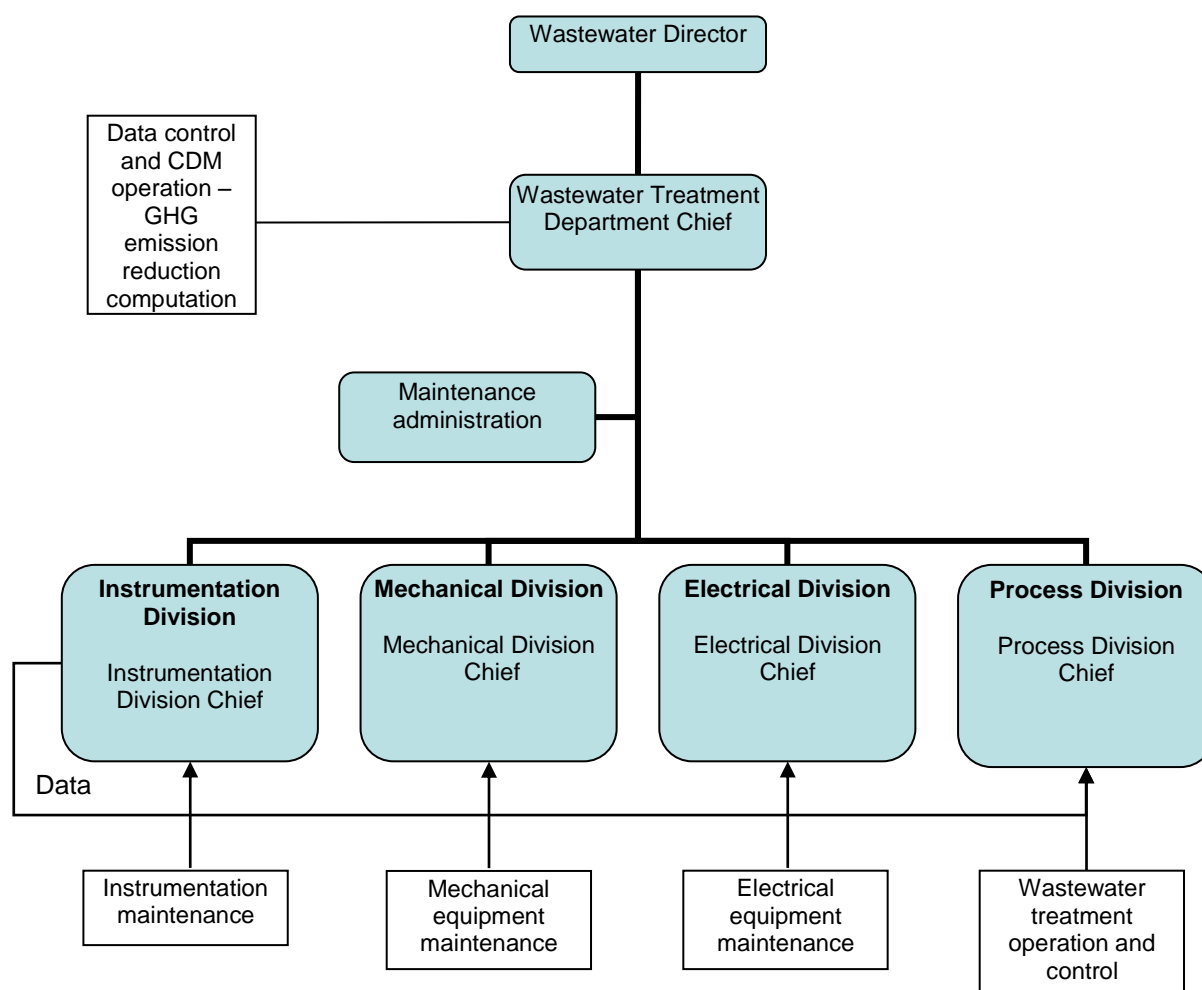 Wastewater Director
Data control
and CDM
operation –
GHG
emission
reduction
computation
Wastewater Treatment
Department Chief
Maintenance
administration
Instrumentation
Division
Instrumentation
Division Chief
Mechanical Division
Mechanical Division
Chief
Electrical Division
Electrical Division
Chief
Process Division
Process Division
Chief
Data
Instrumentation
maintenance
Mechanical
equipment
maintenance
Electrical
equipment
maintenance
Wastewater
treatment
operation and
control